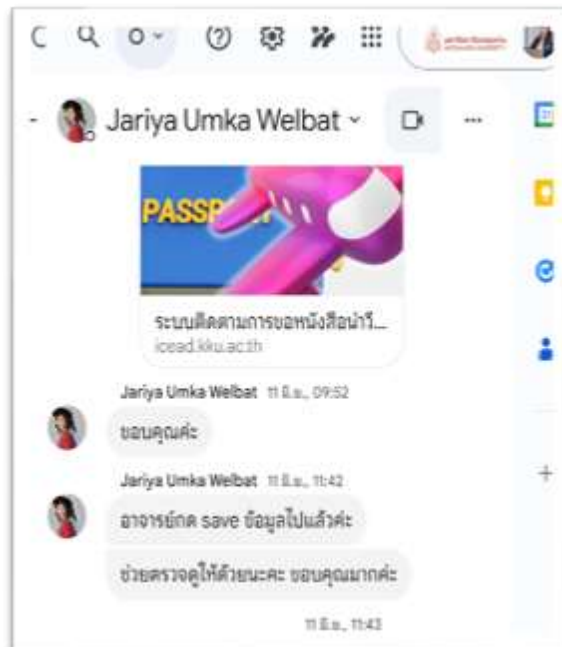 Jariya Umka Welbat
PASSPORT
ระบบติดตามการขอหนังสือนำวี...
icead.kku.ac.th
Jariya Umka Welbat 11 มิ.ย., 09:52
ขอบคุณค่ะ
Jariya Umka Welbat 11 มิ.ย., 11:42
อาจารย์กด save ข้อมูลไปแล้วค่ะ
ช่วยตรวจดูให้ด้วยนะคะ ขอบคุณมากค่ะ
11 มิ.ย., 11:43